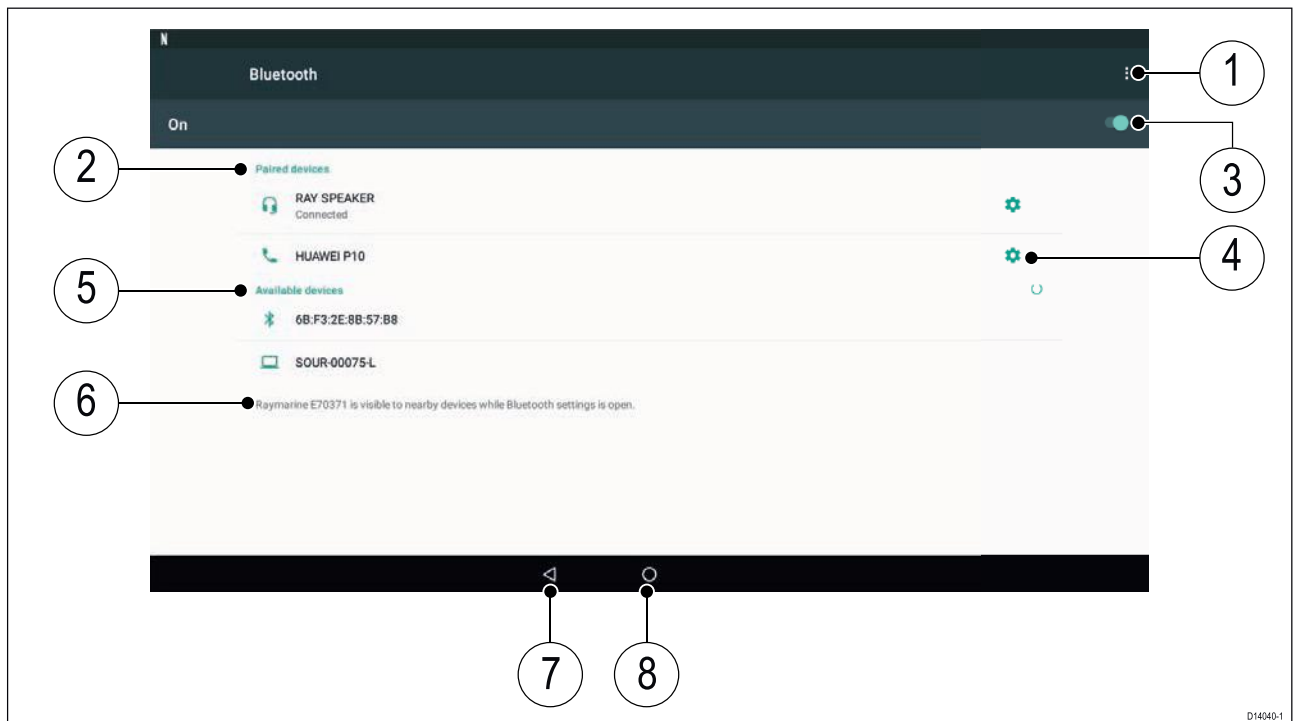 N
Bluetooth
1
On
2
3
Paired devices
RAY SPEAKER
Connected
HUAWEI P10
4
5
Available devices
6B:F3:2E:8B:57:B8
SOUR-00075-L
6
Raymarine E70371 is visible to nearby devices while Bluetooth settings is open.
7
8
D14040-1